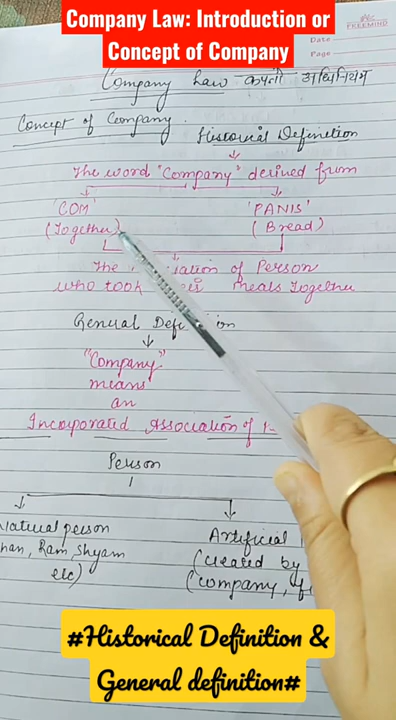 Company Law: Introduction or
Concept of Company
FREEMIND
Date
Page
Company Law कम्पनी अधिनियम
Concept of Company.
Historical Definition
The word "Company" derived from
'COM' 'PANIS'
(Together) (Bread)
The of Person
who took meals Together
General
"Company"
means
an
Incorporated Association of
Person
Natural person Artificial
Ram, Shyam (created by
etc) (company,
#Historical Definition &
General definition#